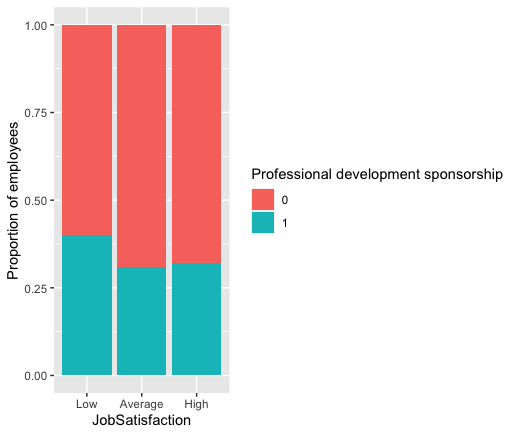 1.00
0.75
0.50
0.25
0.00
Proportion of employees
Low Average High
JobSatisfaction
Professional development sponsorship
0
1